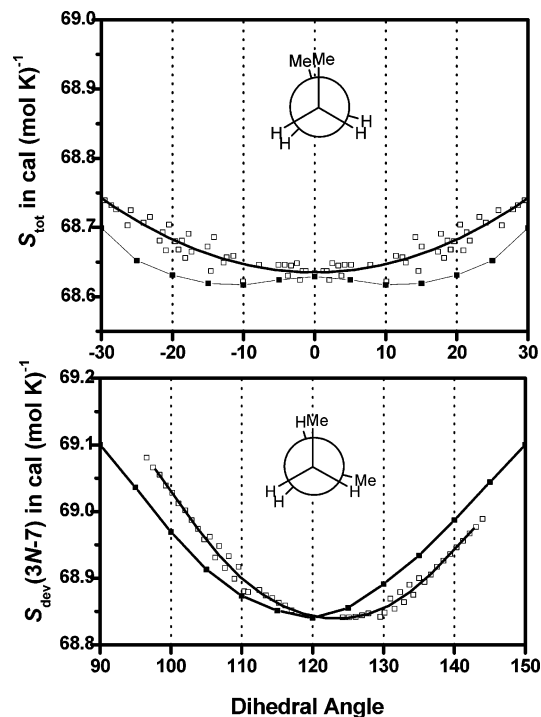 69.0
68.9
68.8
68.7
68.6
S_tot in cal (mol K)^-1
MeMe
H H
H H
-30 -20 -10 0 10 20 30
69.2
69.1
69.0
68.9
68.8
S_dev(3N-7) in cal (mol K)^-1
HMe
Me
H H
H
90 100 110 120 130 140 150
Dihedral Angle